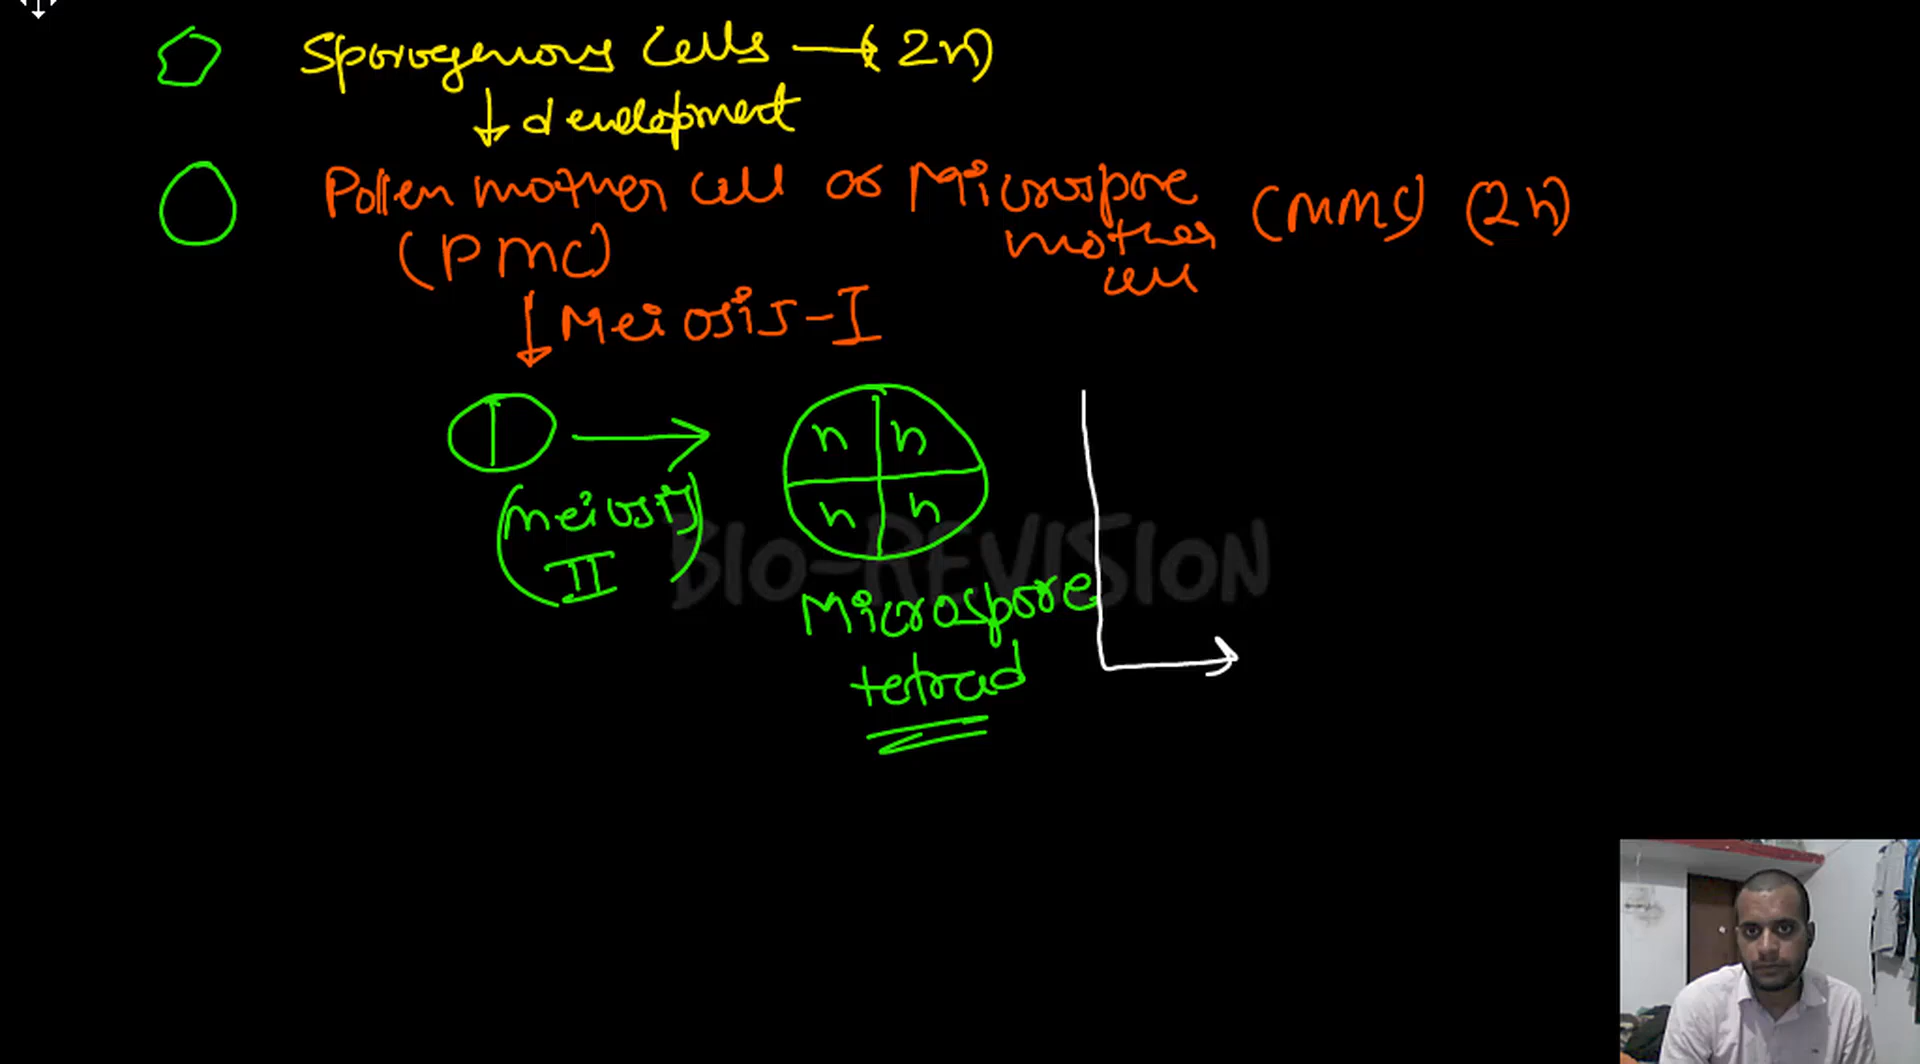 Sporogenous cells → (2n)
↓ development
Pollen mother cell or Microspore mother cell (MMC) (2n)
(PMC)
↓ Meiosis-I
(meiosis II)
n n
n n
Microspore
tetrad
BIO-REVISION